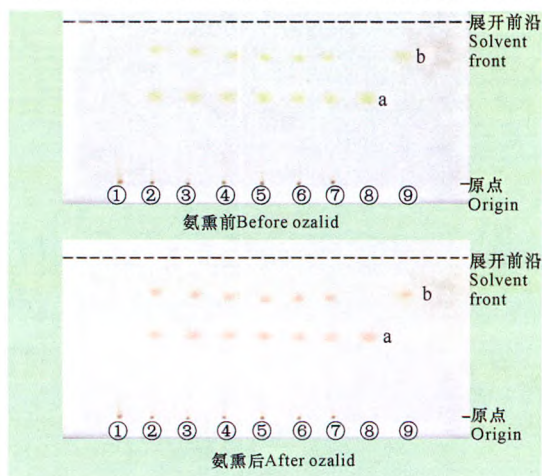 展开前沿
Solvent
front
b
a
原点
Origin
① ② ③ ④ ⑤ ⑥ ⑦ ⑧ ⑨
氨熏前Before ozalid
展开前沿
Solvent
front
b
a
原点
Origin
① ② ③ ④ ⑤ ⑥ ⑦ ⑧ ⑨
氨熏后After ozalid